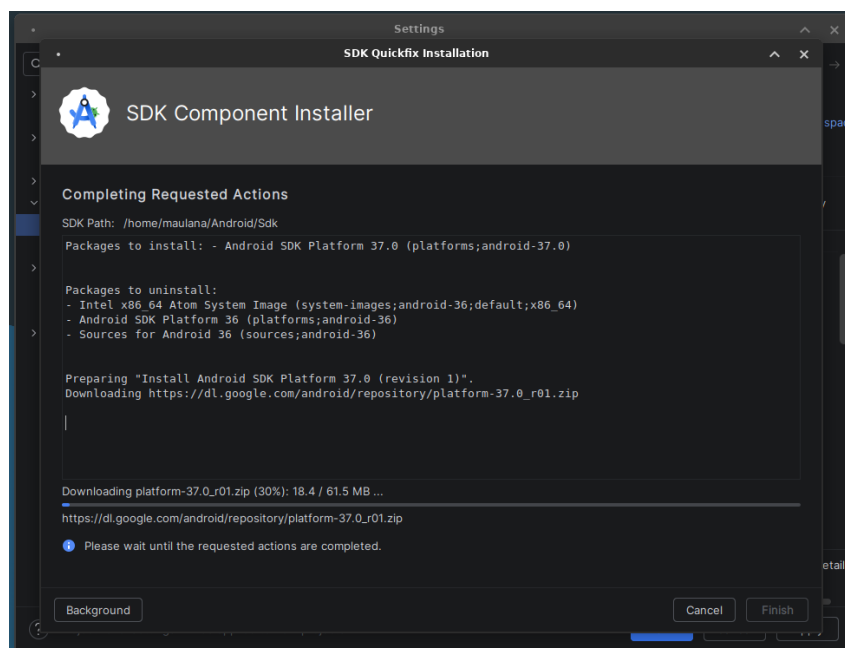 Settings
SDK Quickfix Installation
SDK Component Installer
Completing Requested Actions
SDK Path: /home/maulana/Android/Sdk
Packages to install: - Android SDK Platform 37.0 (platforms;android-37.0)
Packages to uninstall:
- Intel x86_64 Atom System Image (system-images;android-36;default;x86_64)
- Android SDK Platform 36 (platforms;android-36)
- Sources for Android 36 (sources;android-36)
Preparing "Install Android SDK Platform 37.0 (revision 1)".
Downloading https://dl.google.com/android/repository/platform-37.0_r01.zip
Downloading platform-37.0_r01.zip (30%): 18.4 / 61.5 MB ...
https://dl.google.com/android/repository/platform-37.0_r01.zip
Please wait until the requested actions are completed.
Background
Cancel
Finish